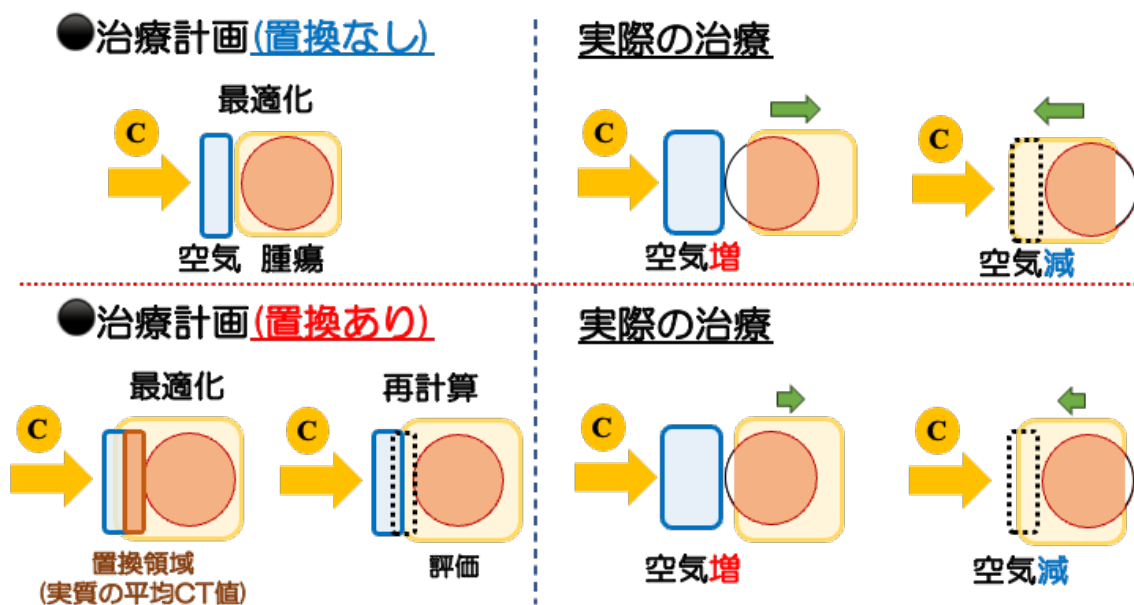 ●治療計画(置換なし)
最適化
C
空気 腫瘍
実際の治療
C
空気増
C
空気減
●治療計画(置換あり)
最適化
C
置換領域
(実質の平均CT値)
再計算
C
評価
実際の治療
C
空気増
C
空気減